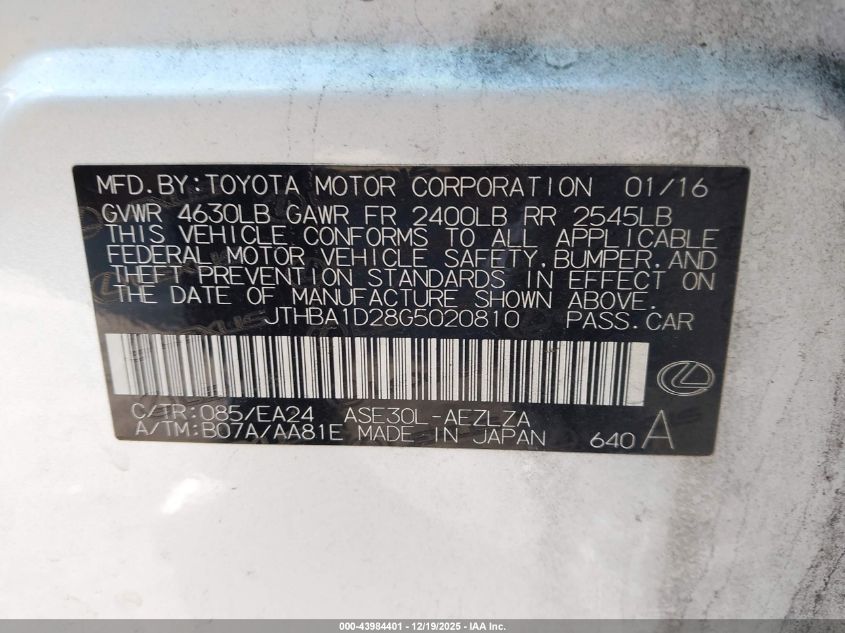 MFD.BY:TOYOTA MOTOR CORPORATION 01/16
GVWR 4630LB GAWR FR 2400LB RR 2545LB
THIS VEHICLE CONFORMS TO ALL APPLICABLE
FEDERAL MOTOR VEHICLE SAFETY,BUMPER,AND
THEFT PREVENTION STANDARDS IN EFFECT ON
THE DATE OF MANUFACTURE SHOWN ABOVE.
JTHBA1D28G5020810 PASS.CAR
C/TR:085/EA24 ASE30L-AEZLZA
A/TM:B07A/AA81E MADE IN JAPAN 640 A
000-43984401 - 12/19/2025 - IAA Inc.